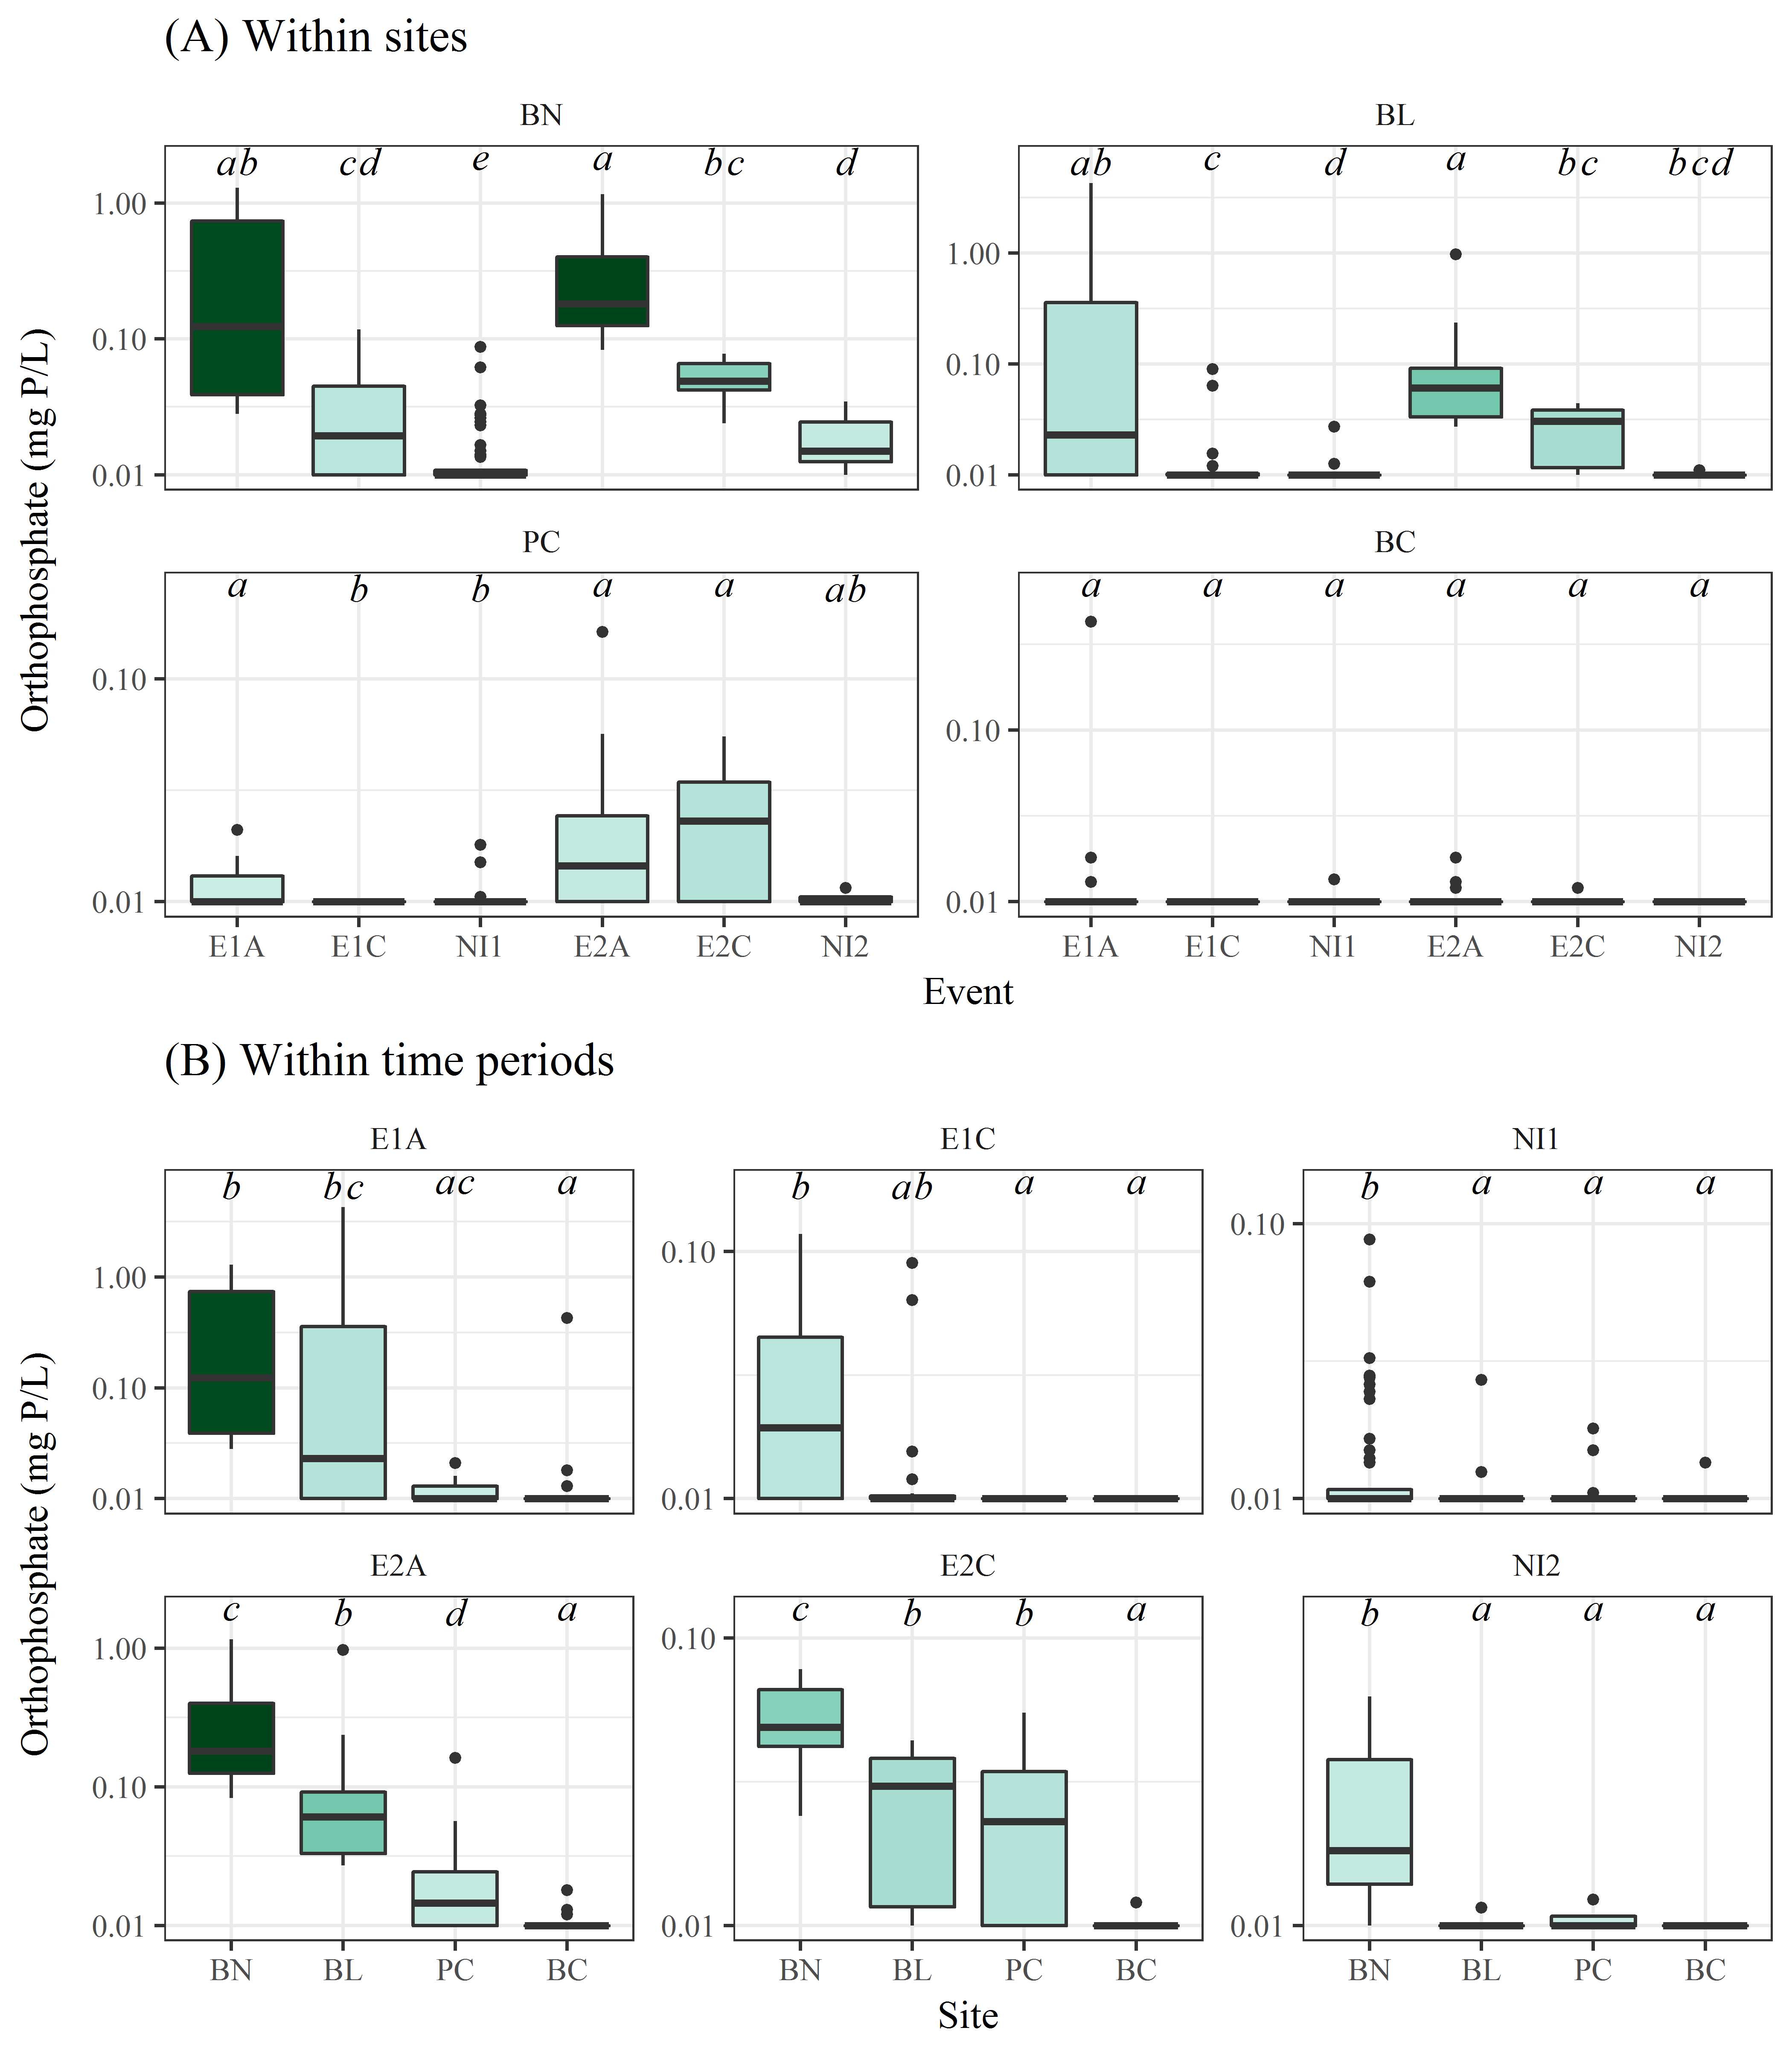 (A) Within sites
BN
BL
ab cd e a bc d
ab c d a bc bcd
1.00
0.10
0.01
1.00
0.10
0.01
PC
BC
a b b a a ab
a a a a a a
0.10
0.01
0.10
0.01
E1A E1C NI1 E2A E2C NI2
E1A E1C NI1 E2A E2C NI2
Orthophosphate (mg P/L)
Event
(B) Within time periods
E1A
E1C
NI1
b bc ac a
b ab a a
b a a a
1.00
0.10
0.01
0.10
0.01
0.10
0.01
E2A
E2C
NI2
c b d a
c b b a
b a a a
1.00
0.10
0.01
0.10
0.01
0.01
BN BL PC BC
BN BL PC BC
BN BL PC BC
Orthophosphate (mg P/L)
Site